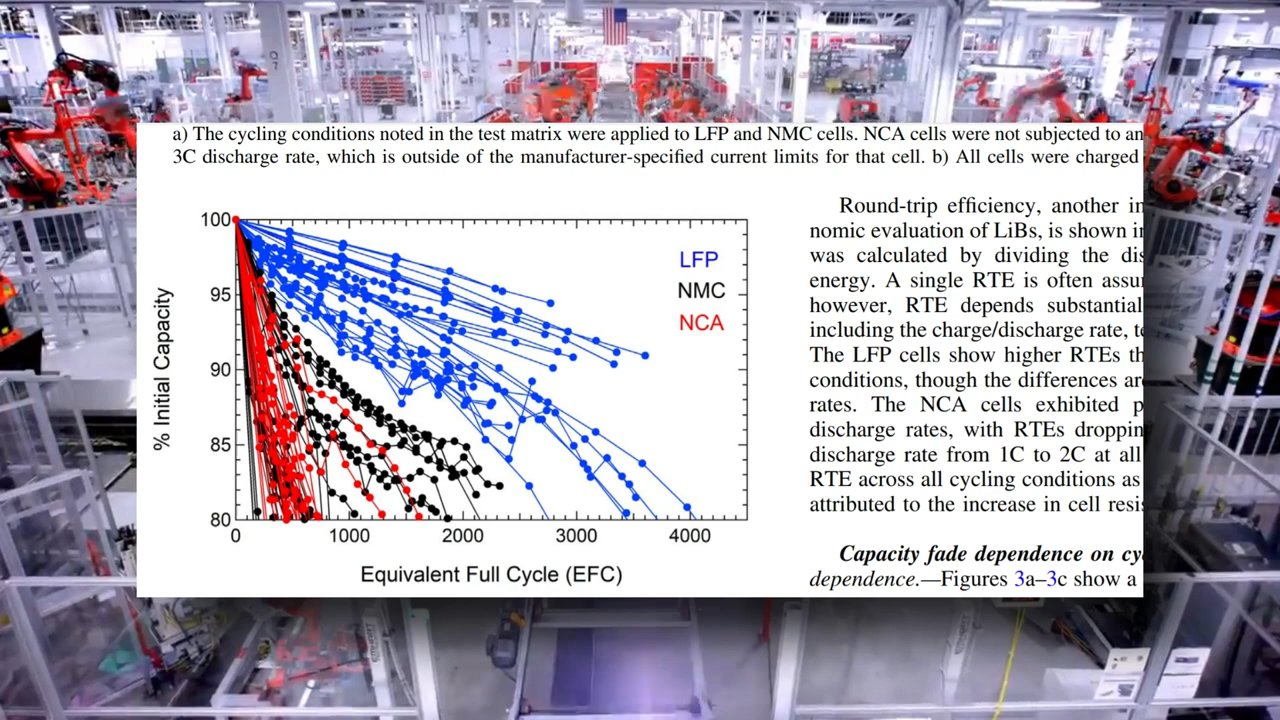 a) The cycling conditions noted in the test matrix were applied to LFP and NMC cells. NCA cells were not subjected to an
3C discharge rate, which is outside of the manufacturer-specified current limits for that cell. b) All cells were charged
100
95
90
85
80
% Initial Capacity
LFP
NMC
NCA
0 1000 2000 3000 4000
Equivalent Full Cycle (EFC)
Round-trip efficiency, another in
nomic evaluation of LiBs, is shown in
was calculated by dividing the dis
energy. A single RTE is often assu
however, RTE depends substantial
including the charge/discharge rate, te
The LFP cells show higher RTEs th
conditions, though the differences are
rates. The NCA cells exhibited p
discharge rates, with RTEs droppin
discharge rate from 1C to 2C at all
RTE across all cycling conditions as
attributed to the increase in cell resis
Capacity fade dependence on cy
dependence.—Figures 3a–3c show a